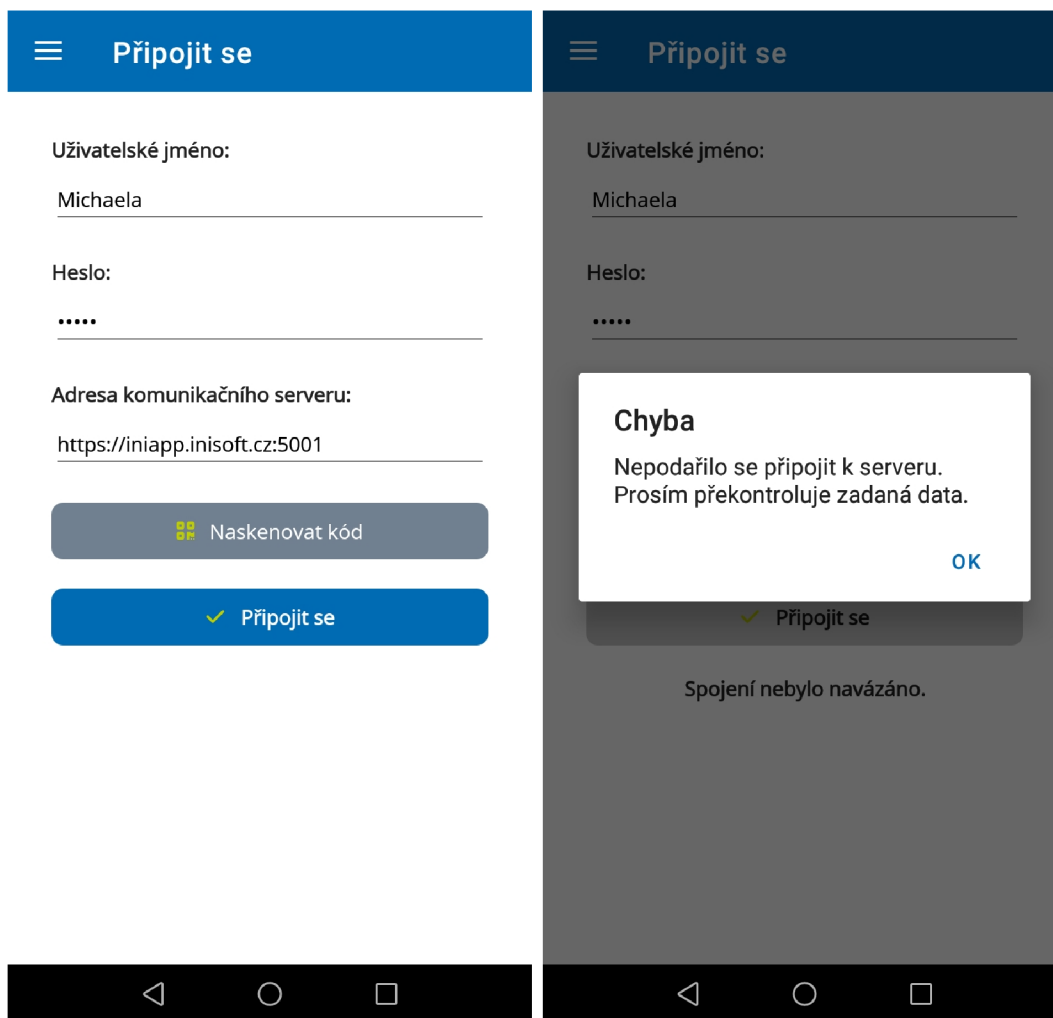 Připojit se
Uživatelské jméno:
Michaela
Heslo:
•••••
Adresa komunikačního serveru:
https://iniapp.inisoft.cz:5001
Naskenovat kód
Připojit se
Připojit se
Uživatelské jméno:
Michaela
Heslo:
•••••
Chyba
Nepodařilo se připojit k serveru.
Prosím překontroluje zadaná data.
OK
Připojit se
Spojení nebylo navázáno.